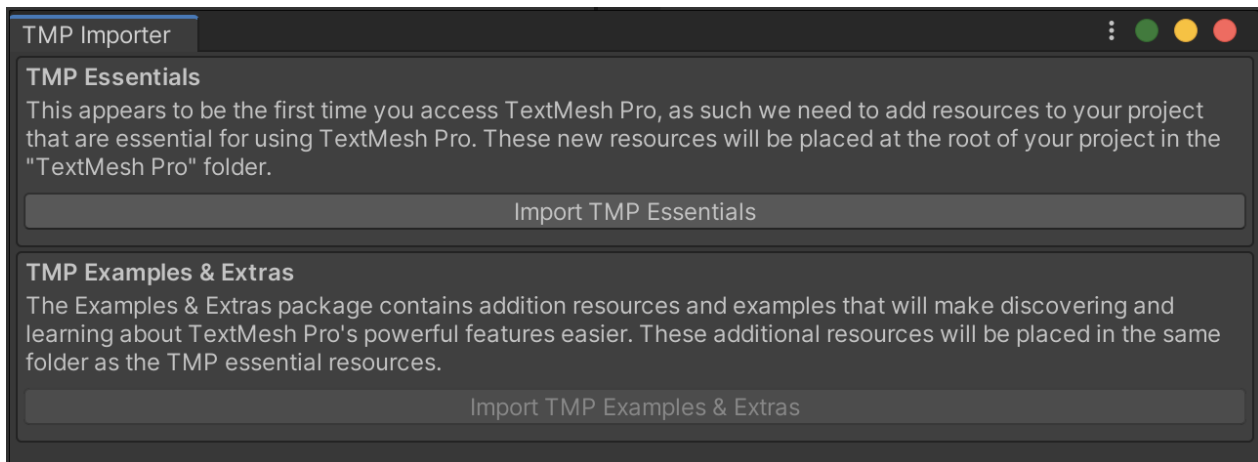 TMP Importer
TMP Essentials
This appears to be the first time you access TextMesh Pro, as such we need to add resources to your project
that are essential for using TextMesh Pro. These new resources will be placed at the root of your project in the
"TextMesh Pro" folder.
Import TMP Essentials
TMP Examples & Extras
The Examples & Extras package contains addition resources and examples that will make discovering and
learning about TextMesh Pro's powerful features easier. These additional resources will be placed in the same
folder as the TMP essential resources.
Import TMP Examples & Extras